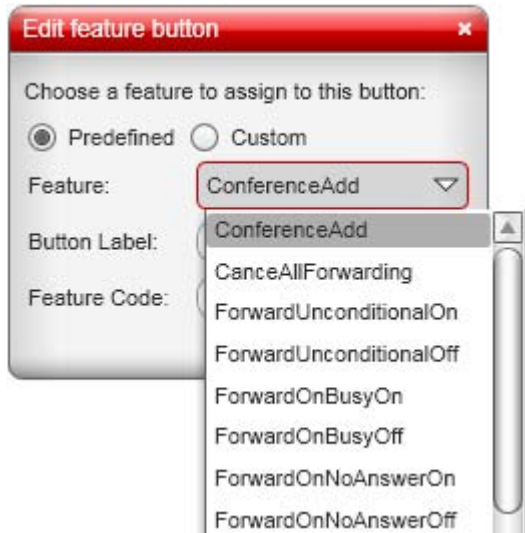 Edit feature button
Choose a feature to assign to this button:
Predefined Custom
Feature: ConferenceAdd
ConferenceAdd
Button Label:
CanceAllForwarding
Feature Code:
ForwardUnconditionalOn
ForwardUnconditionalOff
ForwardOnBusyOn
ForwardOnBusyOff
ForwardOnNoAnswerOn
ForwardOnNoAnswerOff